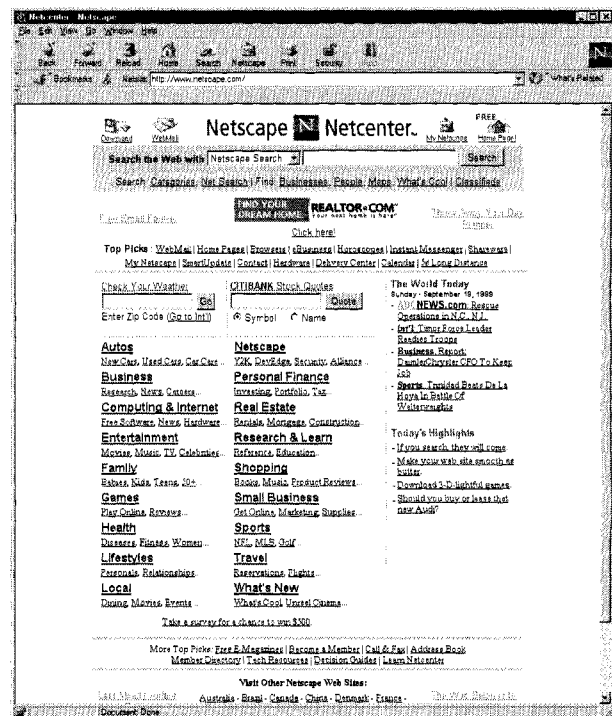 Netcenter - Netscape
File Edit View Go Window Help
Back Forward Reload Home Search Netscape Print Security
Bookmarks http://www.netscape.com/ What's Related
Download WebMail Netscape N Netcenter My Netscape FREE Home Page!
Search the Web with Netscape Search Search
Search: Categories, Net Search | Find: Businesses, People, Maps, What's Cool | Classifieds
FIND YOUR DREAM HOME REALTOR.COM
Your next home is here
Click here!
Top Picks: WebMail | Home Pages | Browsers | eBusiness | Horoscopes | Instant Messenger | Shareware |
My Netscape | SmartUpdate | Contact | Hardware | Delivery Center | Calendar | 5¢ Long Distance
Check Your Weather
Go
Enter Zip Code (Go to Int'l)
CITIBANK Stock Quotes
Quote
Symbol Name
The World Today
Sunday - September 19, 1999
- ABCNEWS.com: Rescue
Operations in N.C., N.J.
- Int'l: Timor Force Leader
Readies Troops
- Business: Report:
DaimlerChrysler CFO To Keep
Job
- Sports: Trinidad Beats De La
Hoya In Battle Of
Welterweights
Today's Highlights
- If you search, they will come.
- Make your web site smooth as
butter.
- Download 3-D-lightful games.
- Should you buy or lease that
new Audi?
Autos
New Cars, Used Cars, Car Care...
Business
Research, News, Careers...
Computing & Internet
Free Software, News, Hardware...
Entertainment
Movies, Music, TV, Celebrities...
Family
Babies, Kids, Teens, 50+...
Games
Play Online, Reviews...
Health
Diseases, Fitness, Women...
Lifestyles
Personals, Relationships...
Local
Dining, Movies, Events...
Netscape
Y2K, DevEdge, Security, Alliance...
Personal Finance
Investing, Portfolio, Tax...
Real Estate
Rentals, Mortgage, Construction...
Research & Learn
Reference, Education...
Shopping
Books, Music, Product Reviews...
Small Business
Get Online, Marketing, Supplies...
Sports
NFL, MLS, Golf...
Travel
Reservations, Flights...
What's New
What's Cool, Unreel Cinema...
Take a survey for a chance to win $500.
More Top Picks: Free E-Magazines | Become a Member | Call & Fax | Address Book
Member Directory | Tech Resources | Decision Guides | Learn Netcenter
Visit Other Netscape Web Sites:
Australia - Brazil - Canada - China - Denmark - France -
Document: Done